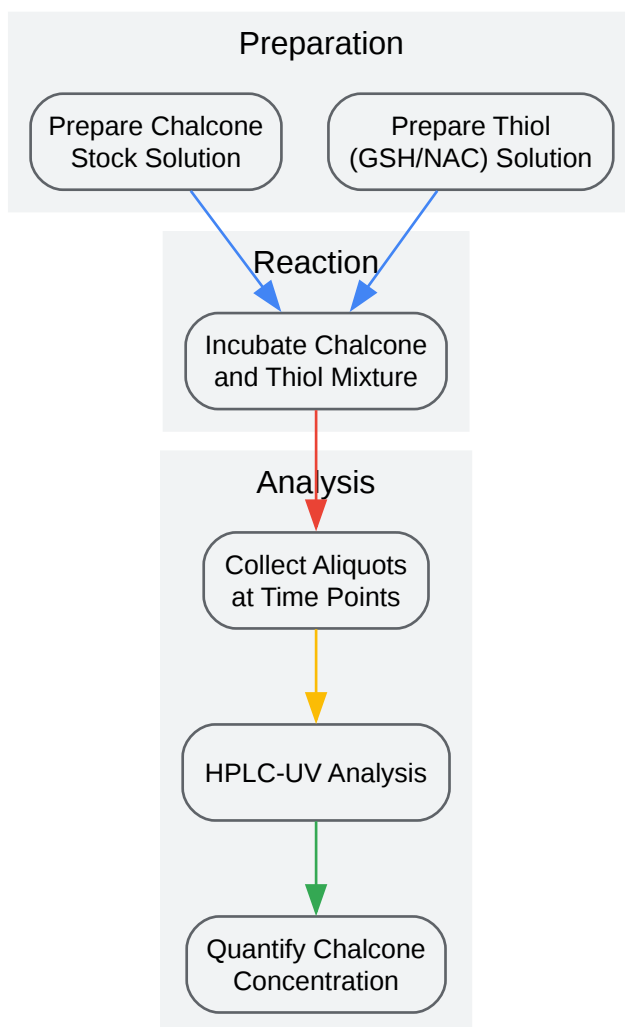 Preparation
Prepare Chalcone
Stock Solution
Prepare Thiol
(GSH/NAC) Solution
Reaction
Incubate Chalcone
and Thiol Mixture
Analysis
Collect Aliquots
at Time Points
HPLC-UV Analysis
Quantify Chalcone
Concentration